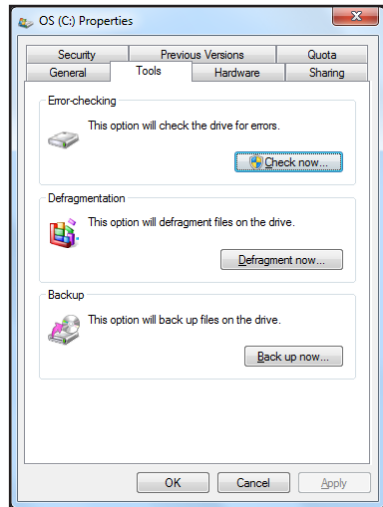 OS (C:) Properties
Security Previous Versions Quota
General Tools Hardware Sharing
Error-checking
This option will check the drive for errors.
Check now...
Defragmentation
This option will defragment files on the drive.
Defragment now...
Backup
This option will back up files on the drive.
Back up now...
OK Cancel Apply